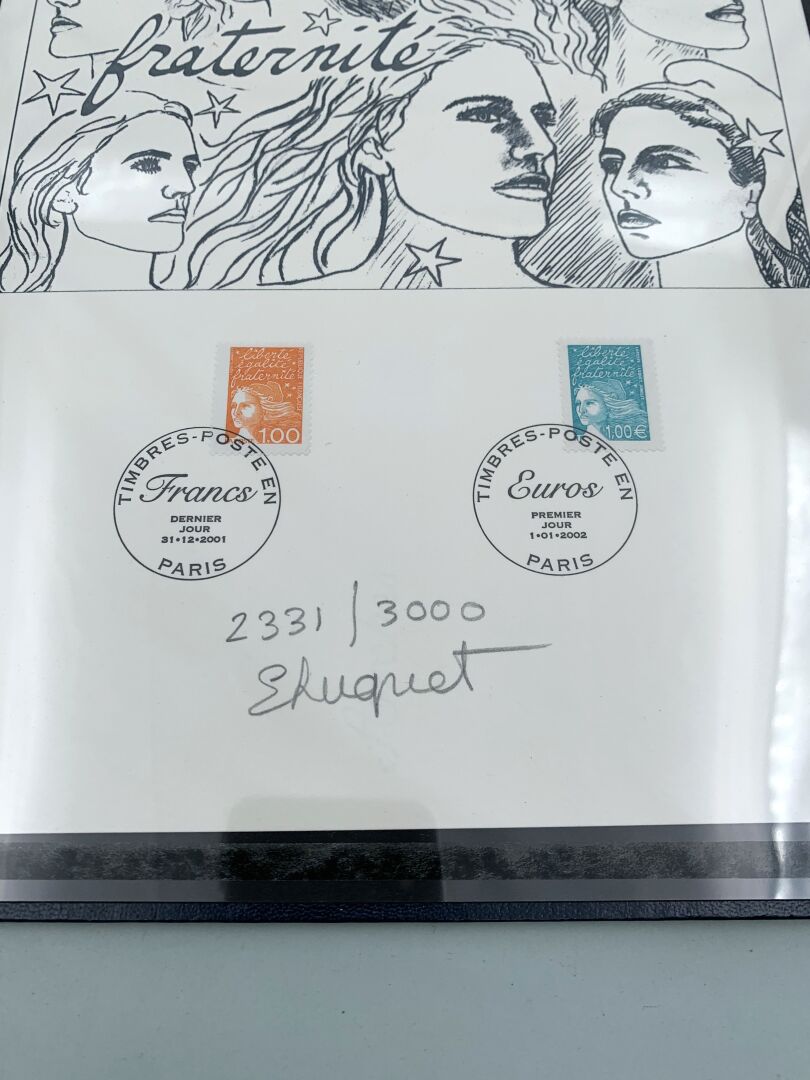 fraternité
liberté
égalité
fraternité
1.00
TIMBRES-POSTE EN
Francs
DERNIER
JOUR
31•12•2001
PARIS
liberté
égalité
fraternité
1,00€
TIMBRES-POSTE EN
Euros
PREMIER
JOUR
1•01•2002
PARIS
2331/3000